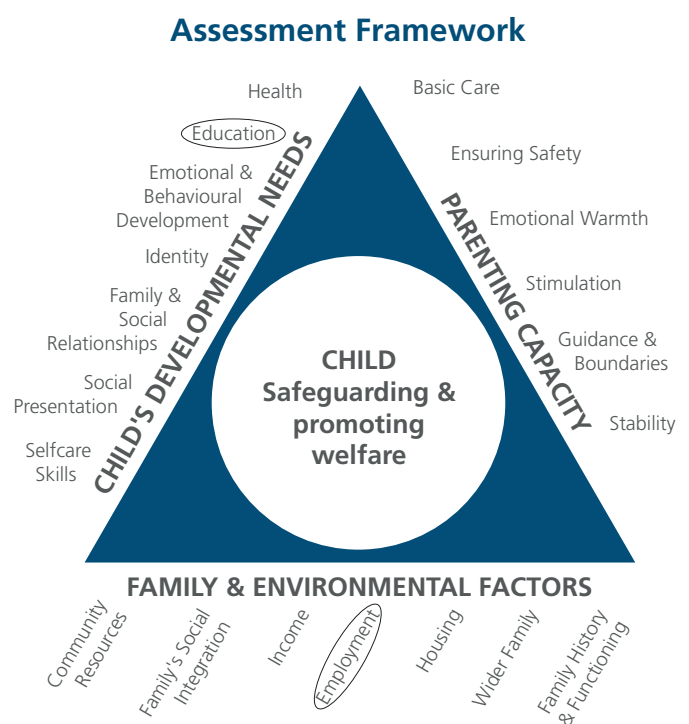 Assessment Framework
Health
Education
Emotional &
Behavioural
Development
Identity
Family &
Social
Relationships
Social
Presentation
Selfcare
Skills
CHILD'S DEVELOPMENTAL NEEDS
Basic Care
Ensuring Safety
Emotional Warmth
Stimulation
Guidance &
Boundaries
Stability
PARENTING CAPACITY
CHILD
Safeguarding &
promoting
welfare
FAMILY & ENVIRONMENTAL FACTORS
Community
Resources
Family's Social
Integration
Income
Employment
Housing
Wider Family
Family History
& Functioning